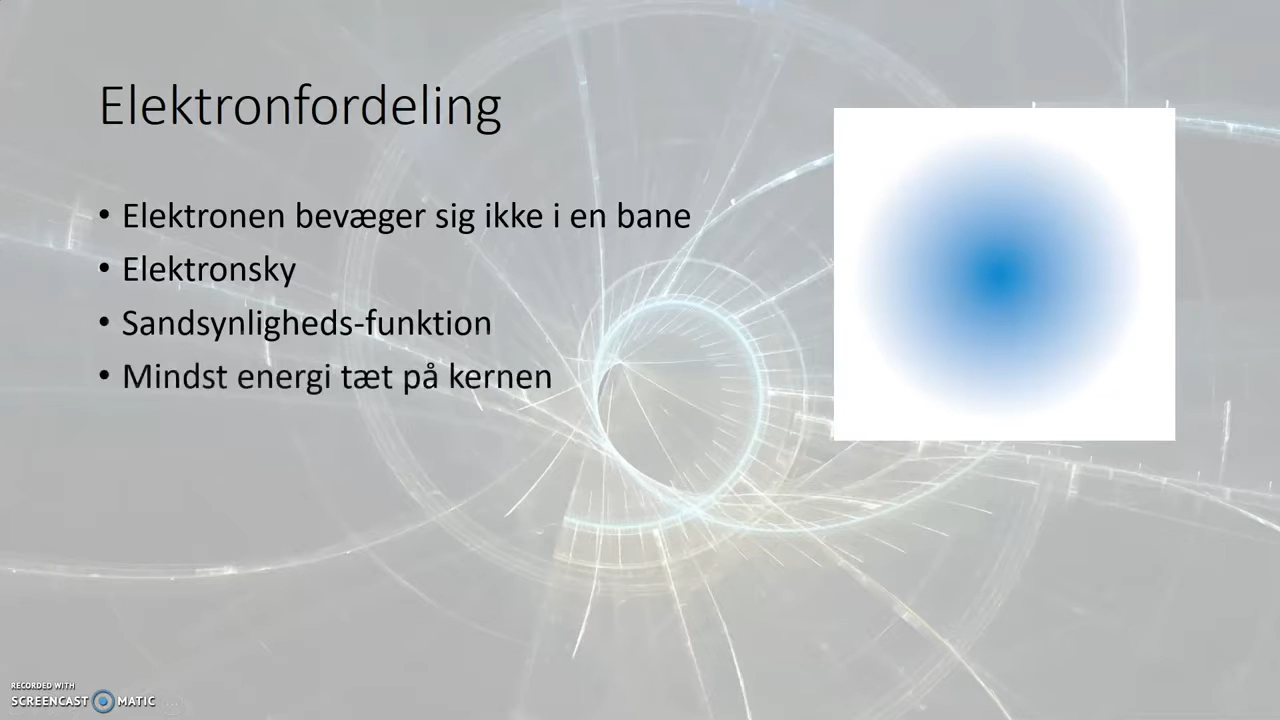 Elektronfordeling
• Elektronen bevæger sig ikke i en bane
• Elektronsky
• Sandsynligheds-funktion
• Mindst energi tæt på kernen
RECORDED WITH
SCREENCAST MATIC